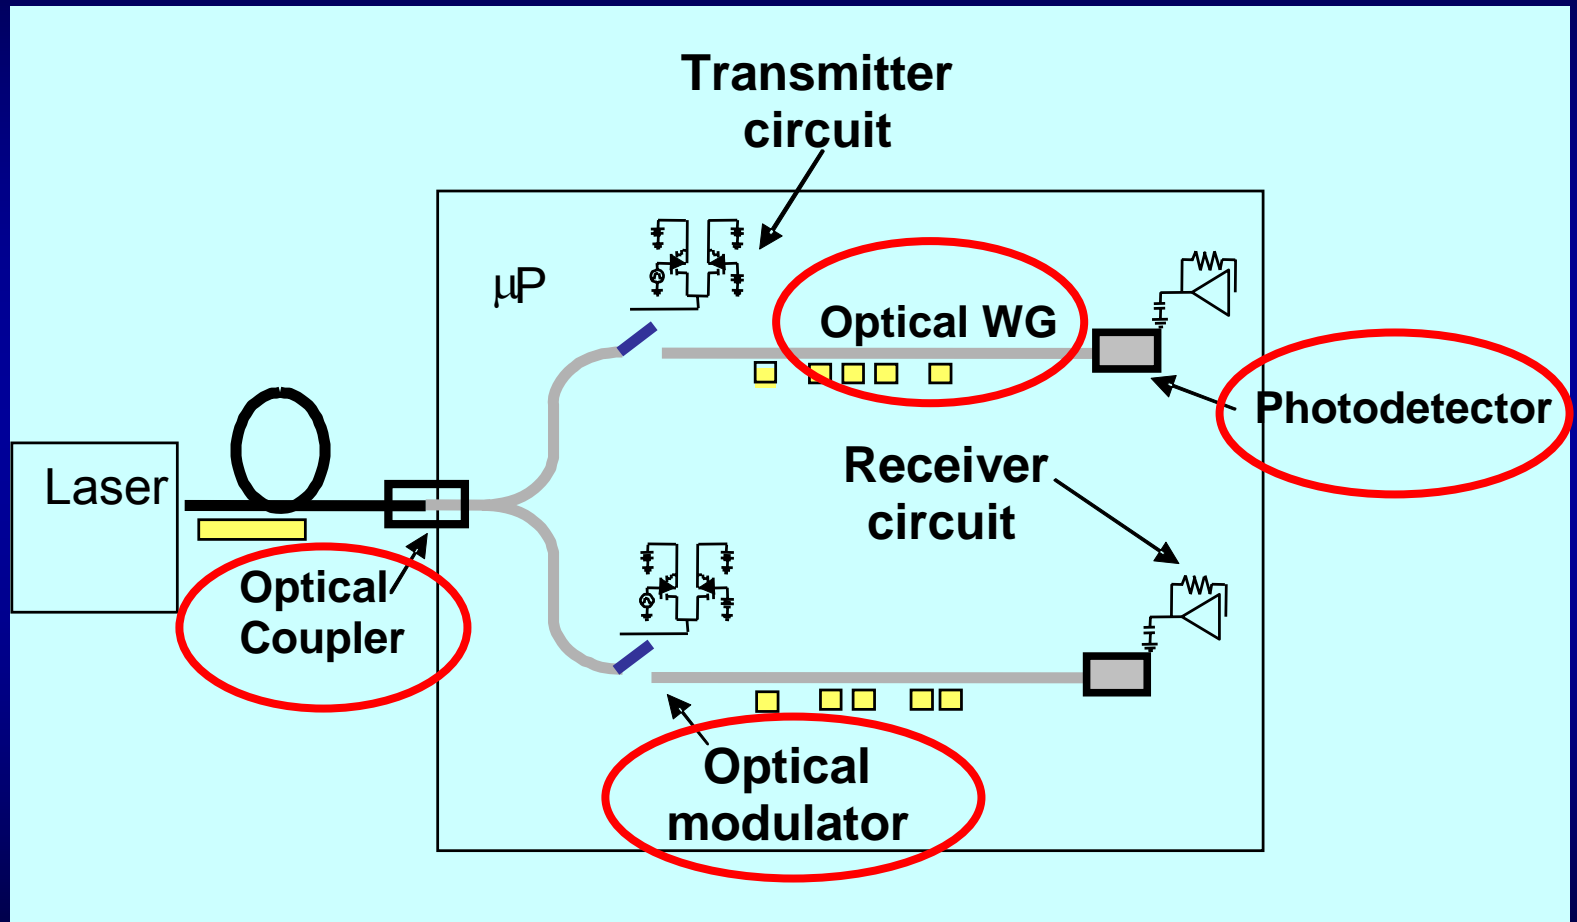 Transmitter
circuit
μP
Optical WG
Photodetector
Laser
Receiver
circuit
Optical
Coupler
Optical
modulator